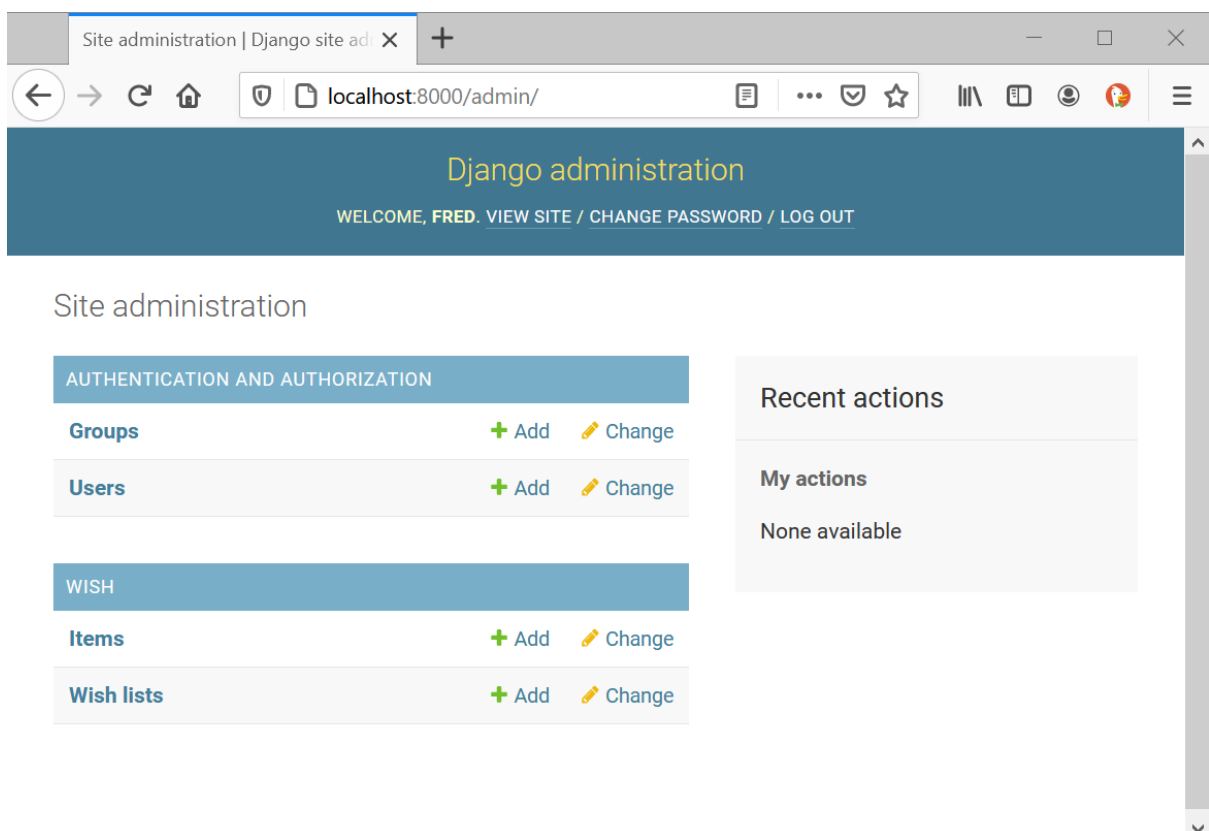 Site administration | Django site ad
localhost:8000/admin/
Django administration
WELCOME, FRED. VIEW SITE / CHANGE PASSWORD / LOG OUT
Site administration
AUTHENTICATION AND AUTHORIZATION
Groups Add Change
Users Add Change
WISH
Items Add Change
Wish lists Add Change
Recent actions
My actions
None available